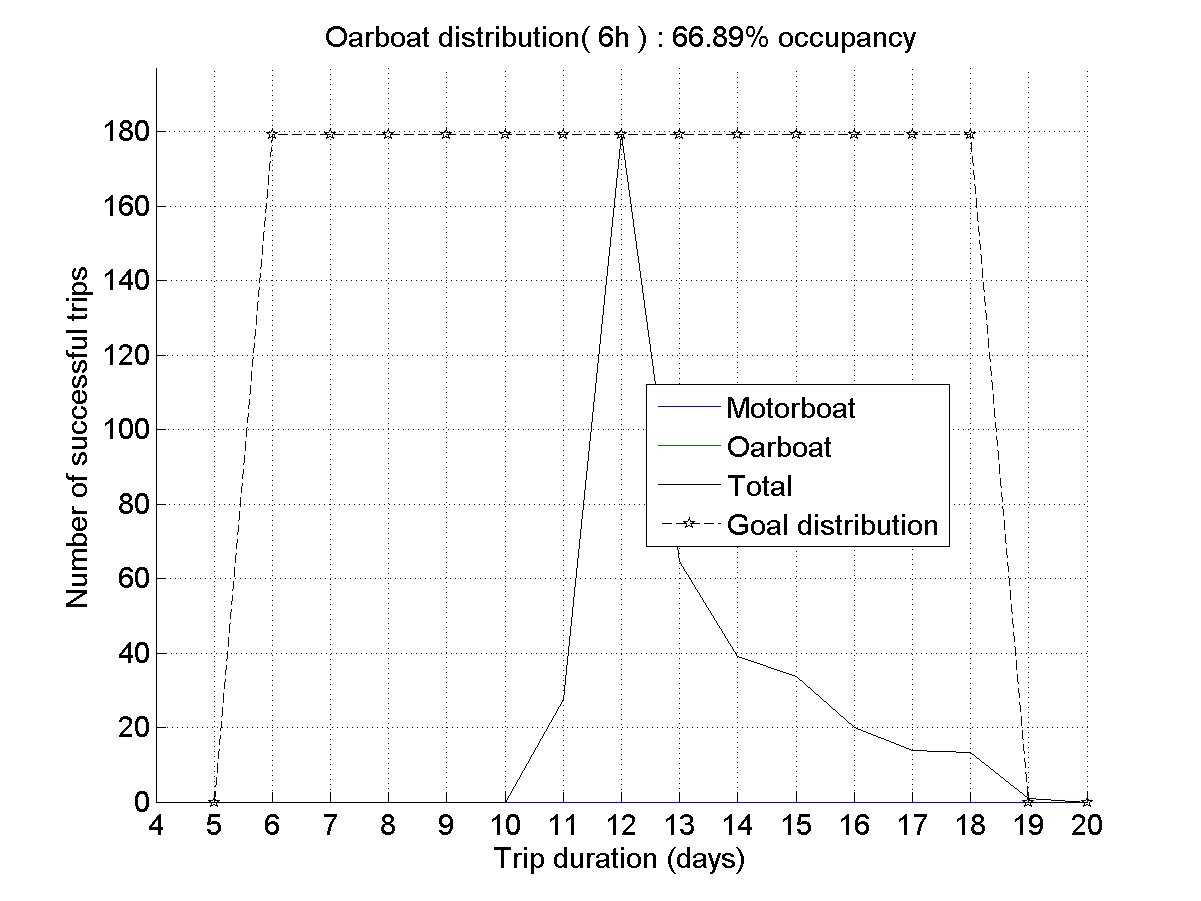 Oarboat distribution( 6h ) : 66.89% occupancy
Number of successful trips
180
160
140
120
100
80
60
40
20
0
Motorboat
Oarboat
Total
Goal distribution
4 5 6 7 8 9 10 11 12 13 14 15 16 17 18 19 20
Trip duration (days)